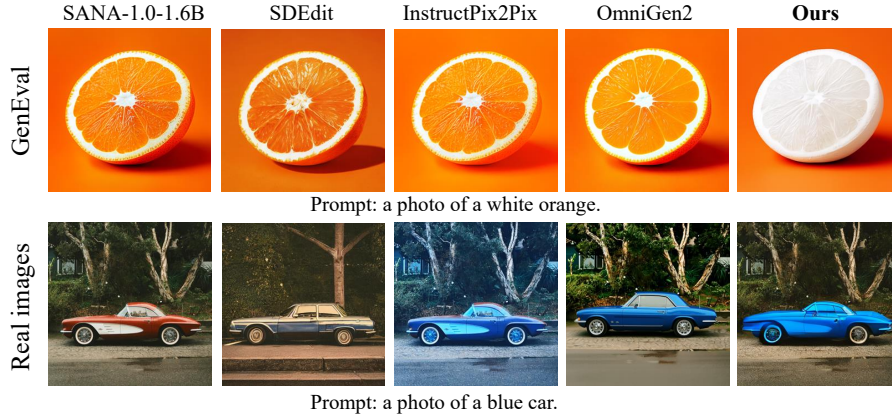 SANA-1.0-1.6B SDEdit InstructPix2Pix OmniGen2 Ours
GenEval
Prompt: a photo of a white orange.
Real images
Prompt: a photo of a blue car.